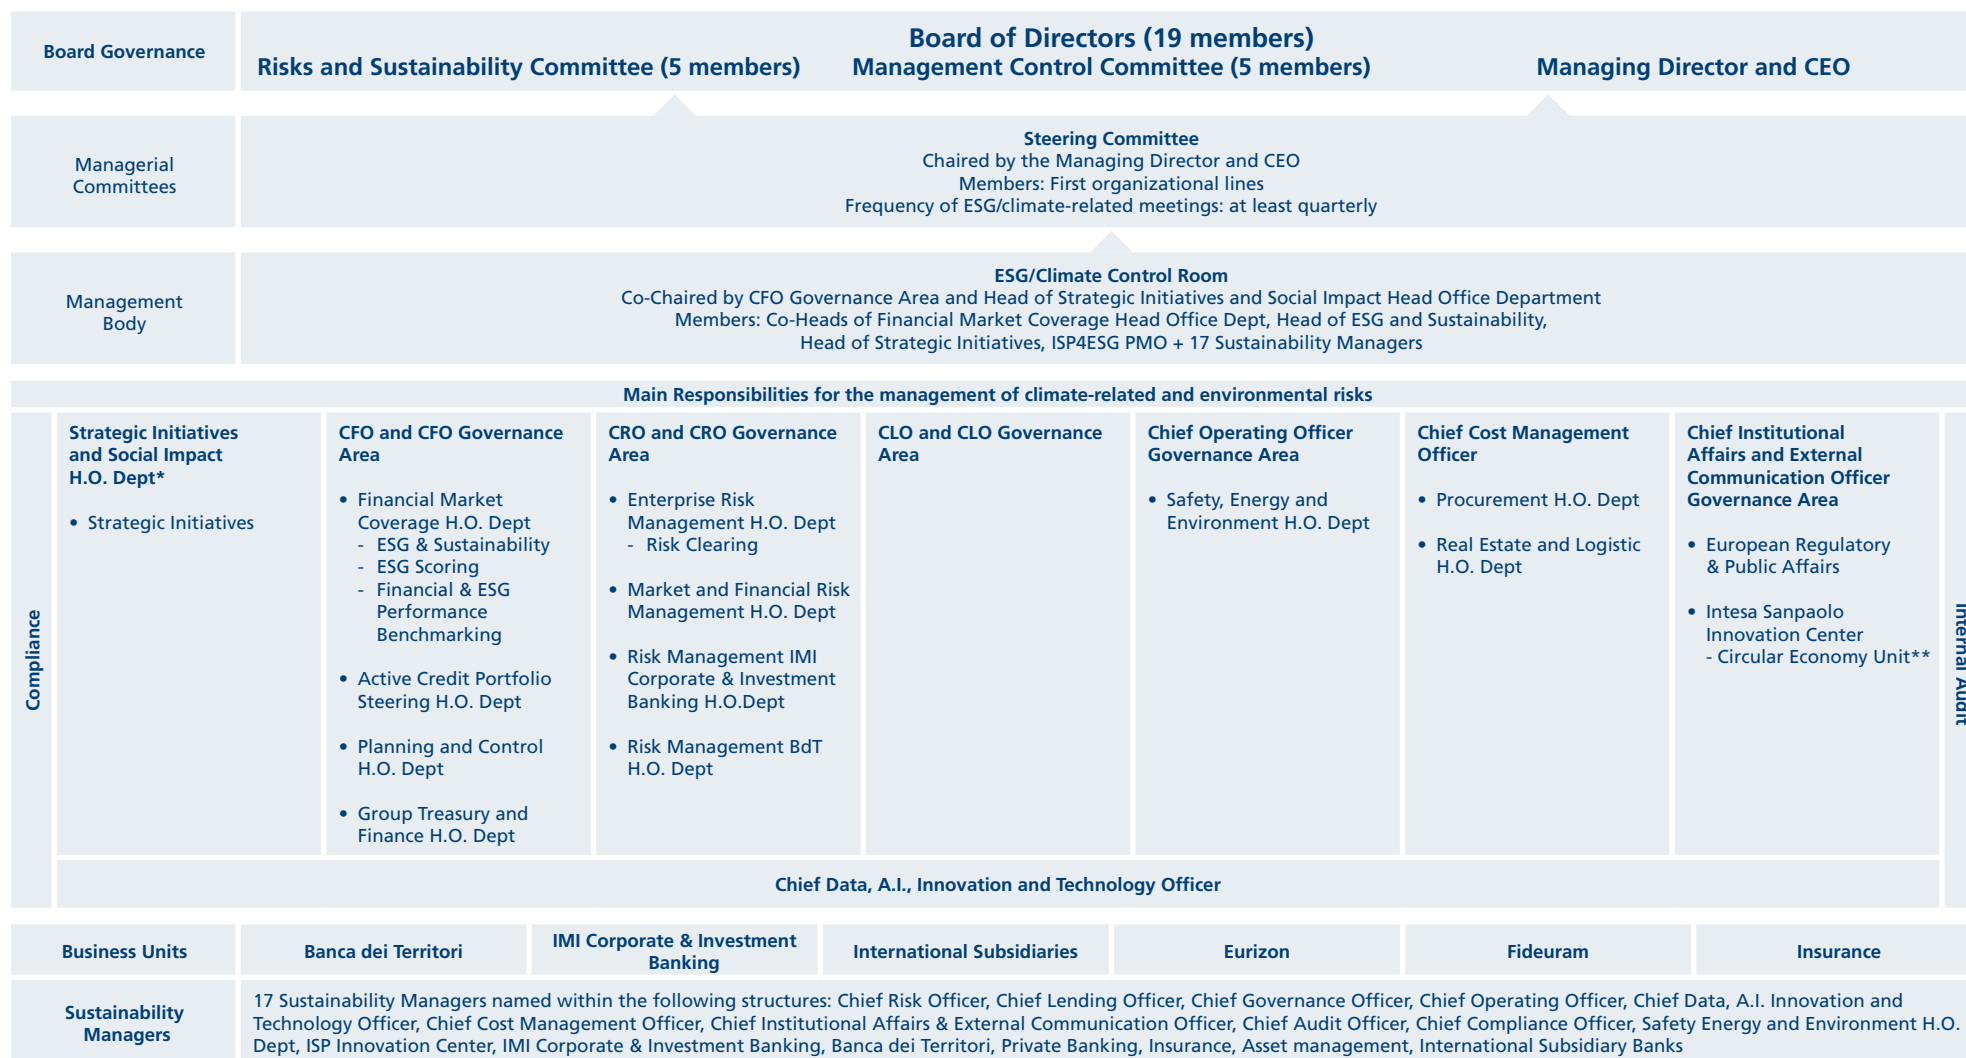 Board Governance
Board of Directors (19 members)
Risks and Sustainability Committee (5 members) Management Control Committee (5 members) Managing Director and CEO
Managerial
Committees
Steering Committee
Chaired by the Managing Director and CEO
Members: First organizational lines
Frequency of ESG/climate-related meetings: at least quarterly
Management
Body
ESG/Climate Control Room
Co-Chaired by CFO Governance Area and Head of Strategic Initiatives and Social Impact Head Office Department
Members: Co-Heads of Financial Market Coverage Head Office Dept, Head of ESG and Sustainability,
Head of Strategic Initiatives, ISP4ESG PMO + 17 Sustainability Managers
Main Responsibilities for the management of climate-related and environmental risks
Compliance
Strategic Initiatives
and Social Impact
H.O. Dept*
• Strategic Initiatives
CFO and CFO Governance
Area
• Financial Market
Coverage H.O. Dept
- ESG & Sustainability
- ESG Scoring
- Financial & ESG
Performance
Benchmarking
• Active Credit Portfolio
Steering H.O. Dept
• Planning and Control
H.O. Dept
• Group Treasury and
Finance H.O. Dept
CRO and CRO Governance
Area
• Enterprise Risk
Management H.O. Dept
- Risk Clearing
• Market and Financial Risk
Management H.O. Dept
• Risk Management IMI
Corporate & Investment
Banking H.O.Dept
• Risk Management BdT
H.O. Dept
CLO and CLO Governance
Area
Chief Operating Officer
Governance Area
• Safety, Energy and
Environment H.O. Dept
Chief Cost Management
Officer
• Procurement H.O. Dept
• Real Estate and Logistic
H.O. Dept
Chief Institutional
Affairs and External
Communication Officer
Governance Area
• European Regulatory
& Public Affairs
• Intesa Sanpaolo
Innovation Center
- Circular Economy Unit**
Internal Audit
Chief Data, A.I., Innovation and Technology Officer
Business Units
Banca dei Territori
IMI Corporate & Investment
Banking
International Subsidiaries
Eurizon
Fideuram
Insurance
Sustainability
Managers
17 Sustainability Managers named within the following structures: Chief Risk Officer, Chief Lending Officer, Chief Governance Officer, Chief Operating Officer, Chief Data, A.I. Innovation and
Technology Officer, Chief Cost Management Officer, Chief Institutional Affairs & External Communication Officer, Chief Audit Officer, Chief Compliance Officer, Safety Energy and Environment H.O.
Dept, ISP Innovation Center, IMI Corporate & Investment Banking, Banca dei Territori, Private Banking, Insurance, Asset management, International Subsidiary Banks